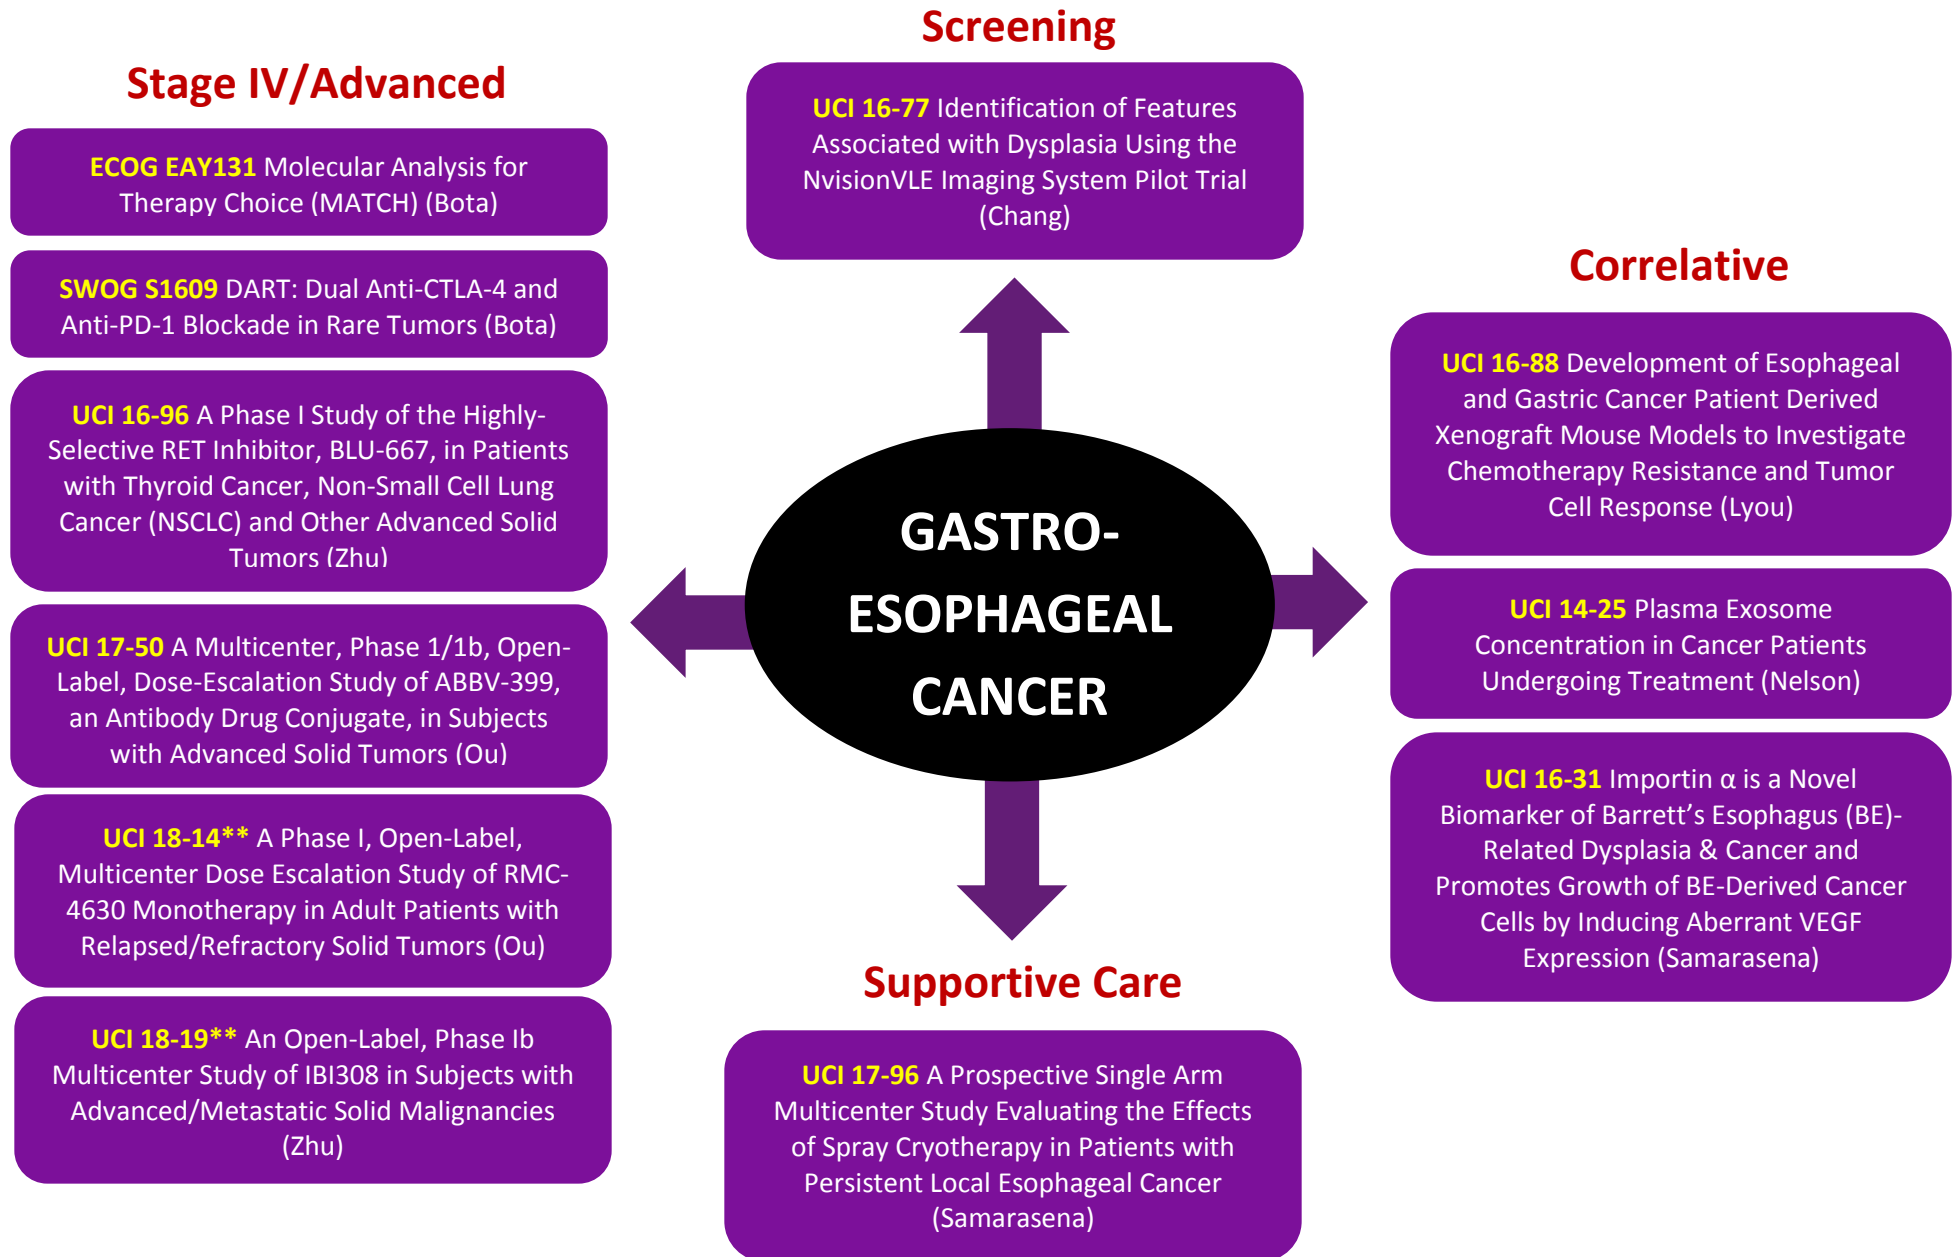 Screening
UCI 16-77 Identification of Features
Associated with Dysplasia Using the
NvisionVLE Imaging System Pilot Trial
(Chang)
Stage IV/Advanced
ECOG EAY131 Molecular Analysis for
Therapy Choice (MATCH) (Bota)
SWOG S1609 DART: Dual Anti-CTLA-4 and
Anti-PD-1 Blockade in Rare Tumors (Bota)
UCI 16-96 A Phase I Study of the Highly-
Selective RET Inhibitor, BLU-667, in Patients
with Thyroid Cancer, Non-Small Cell Lung
Cancer (NSCLC) and Other Advanced Solid
Tumors (Zhu)
UCI 17-50 A Multicenter, Phase 1/1b, Open-
Label, Dose-Escalation Study of ABBV-399,
an Antibody Drug Conjugate, in Subjects
with Advanced Solid Tumors (Ou)
UCI 18-14** A Phase I, Open-Label,
Multicenter Dose Escalation Study of RMC-
4630 Monotherapy in Adult Patients with
Relapsed/Refractory Solid Tumors (Ou)
UCI 18-19** An Open-Label, Phase Ib
Multicenter Study of IBI308 in Subjects with
Advanced/Metastatic Solid Malignancies
(Zhu)
GASTRO-
ESOPHAGEAL
CANCER
Correlative
UCI 16-88 Development of Esophageal
and Gastric Cancer Patient Derived
Xenograft Mouse Models to Investigate
Chemotherapy Resistance and Tumor
Cell Response (Lyou)
UCI 14-25 Plasma Exosome
Concentration in Cancer Patients
Undergoing Treatment (Nelson)
UCI 16-31 Importin α is a Novel
Biomarker of Barrett’s Esophagus (BE)-
Related Dysplasia & Cancer and
Promotes Growth of BE-Derived Cancer
Cells by Inducing Aberrant VEGF
Expression (Samarasena)
Supportive Care
UCI 17-96 A Prospective Single Arm
Multicenter Study Evaluating the Effects
of Spray Cryotherapy in Patients with
Persistent Local Esophageal Cancer
(Samarasena)